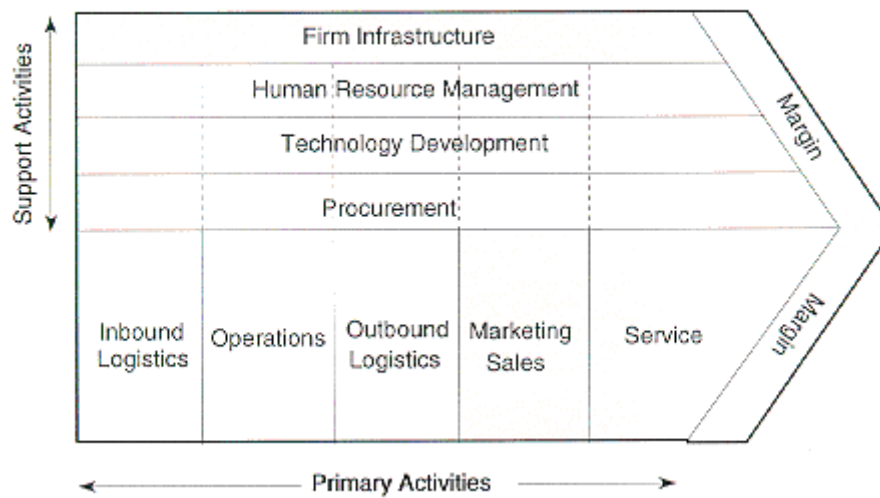 Support Activities
Firm Infrastructure
Human Resource Management
Technology Development
Procurement
Margin
Inbound
Logistics
Operations
Outbound
Logistics
Marketing
Sales
Service
Margin
Primary Activities